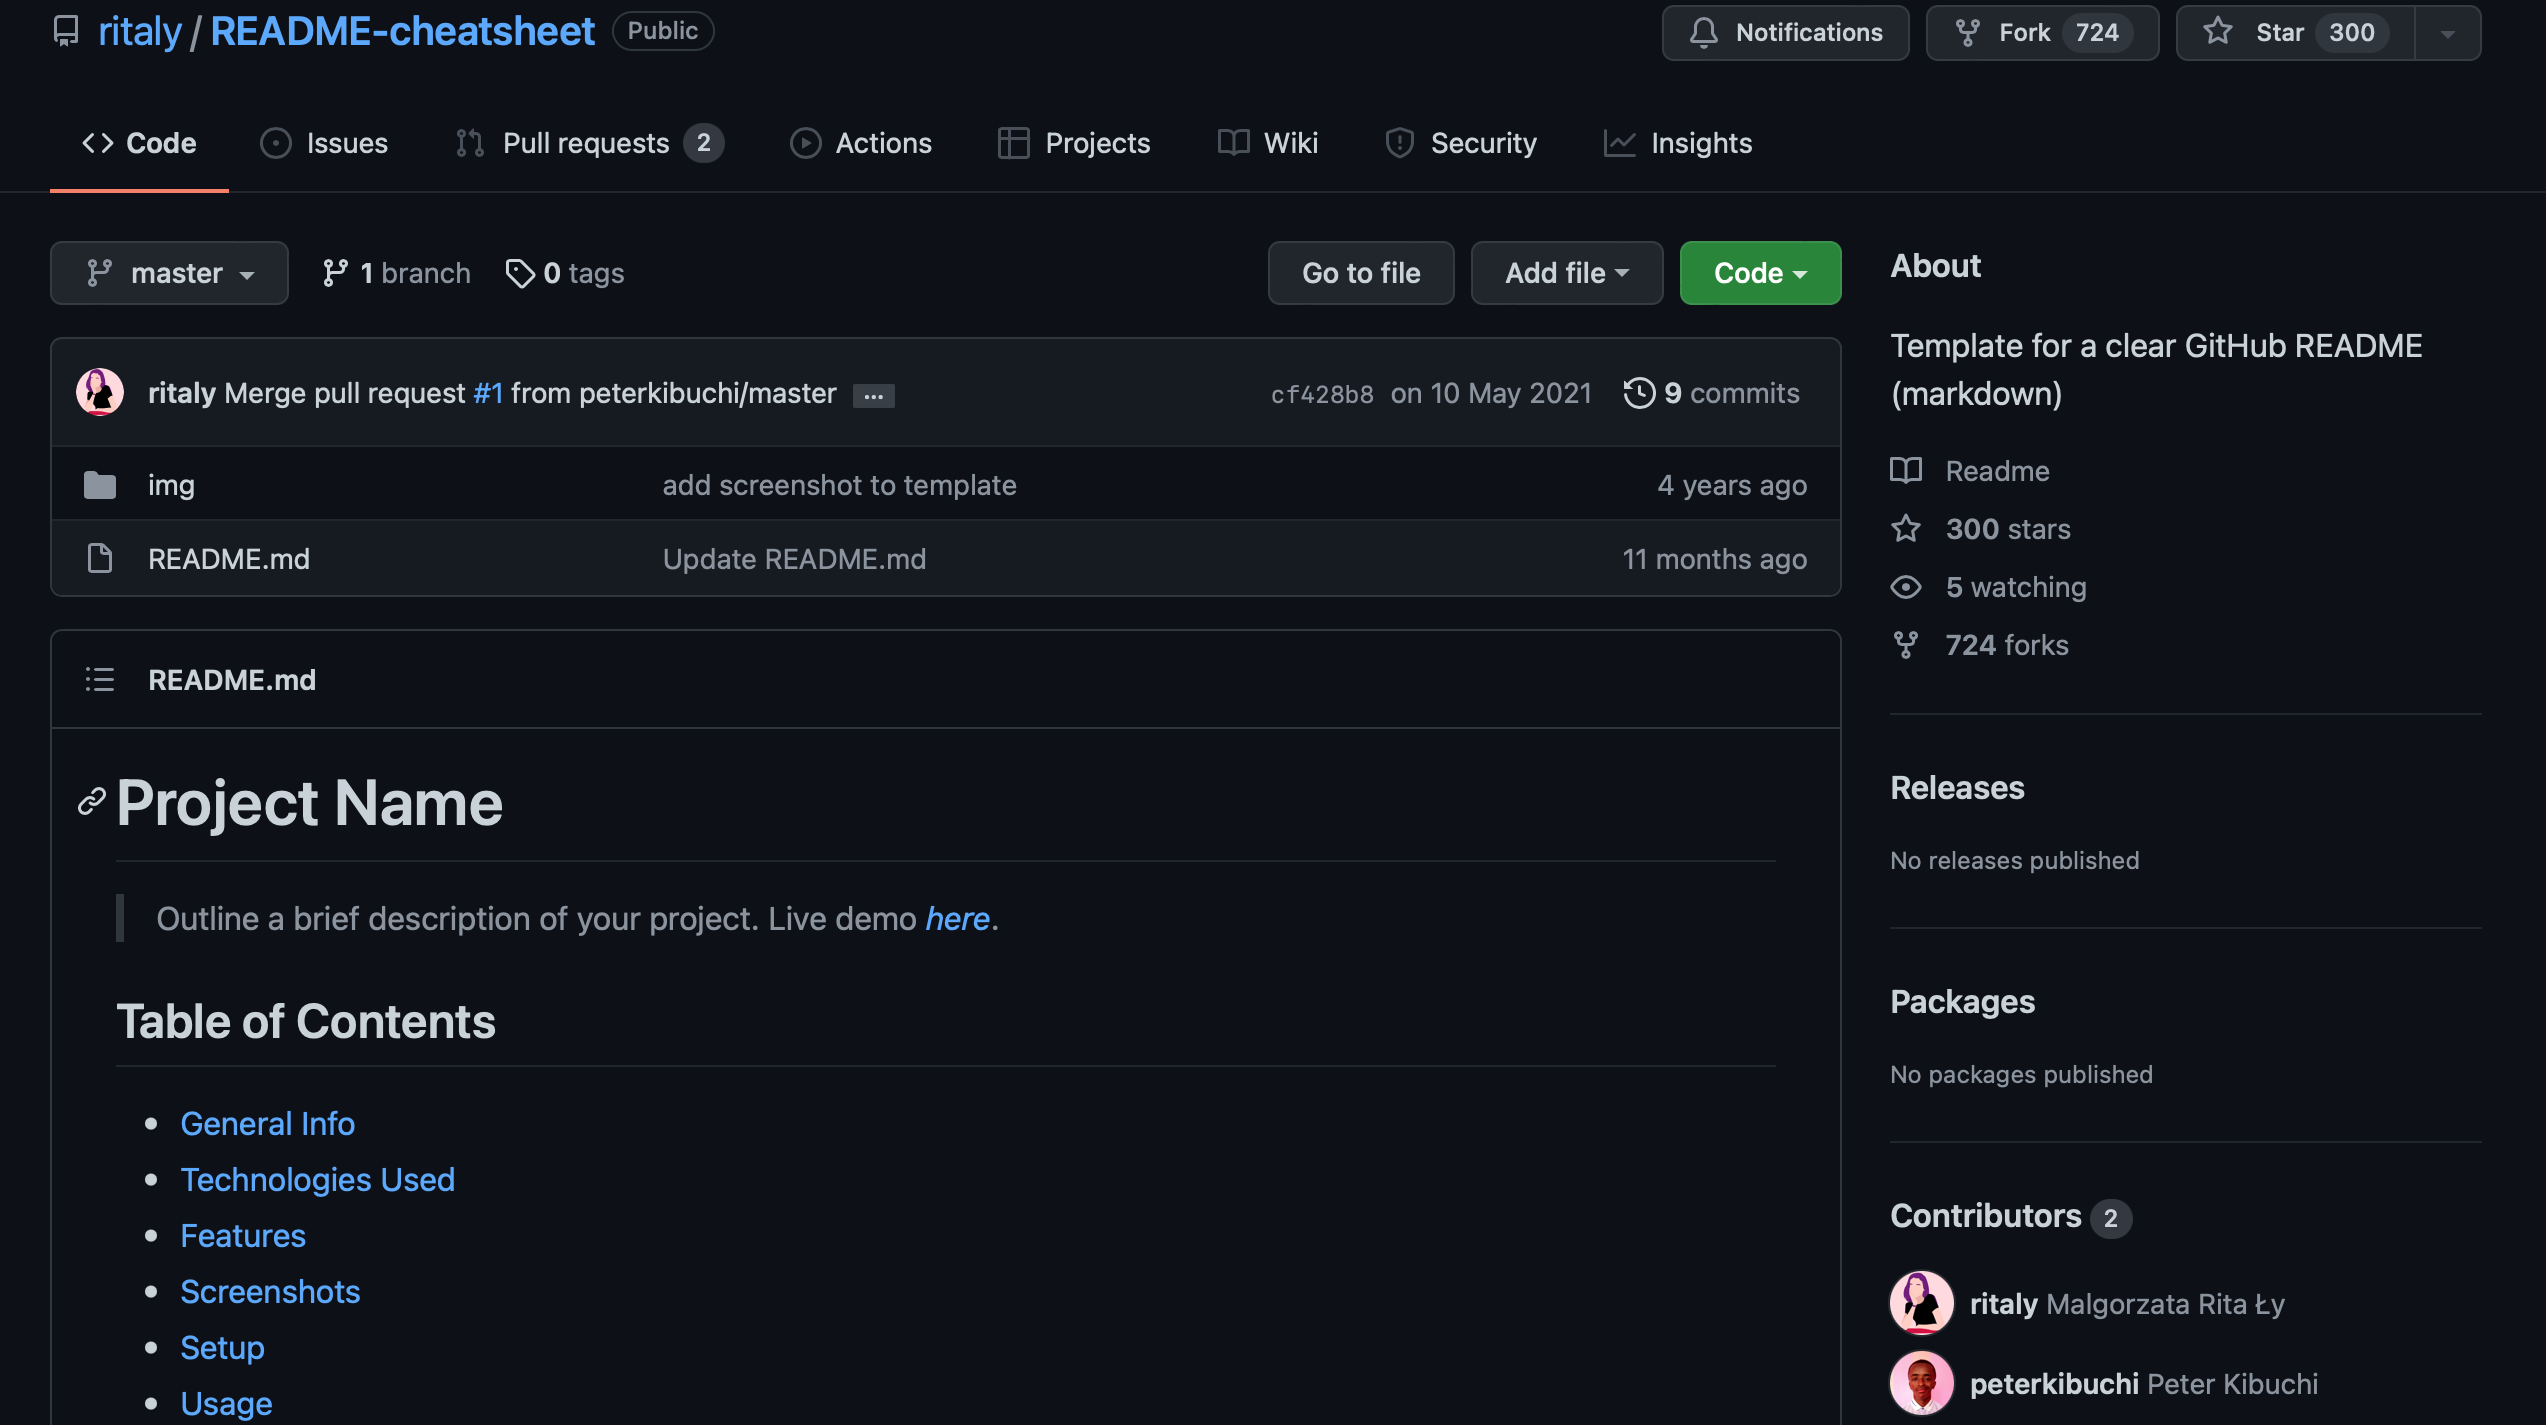 ritaly / README-cheatsheet Public
Notifications Fork 724 Star 300
Code Issues Pull requests 2 Actions Projects Wiki Security Insights
master 1 branch 0 tags Go to file Add file Code
ritaly Merge pull request #1 from peterkibuchi/master ... cf428b8 on 10 May 2021 9 commits
img add screenshot to template 4 years ago
README.md Update README.md 11 months ago
README.md
Project Name
Outline a brief description of your project. Live demo here.
Table of Contents
General Info
Technologies Used
Features
Screenshots
Setup
Usage
About
Template for a clear GitHub README
(markdown)
Readme
300 stars
5 watching
724 forks
Releases
No releases published
Packages
No packages published
Contributors 2
ritaly Malgorzata Rita Ły
peterkibuchi Peter Kibuchi